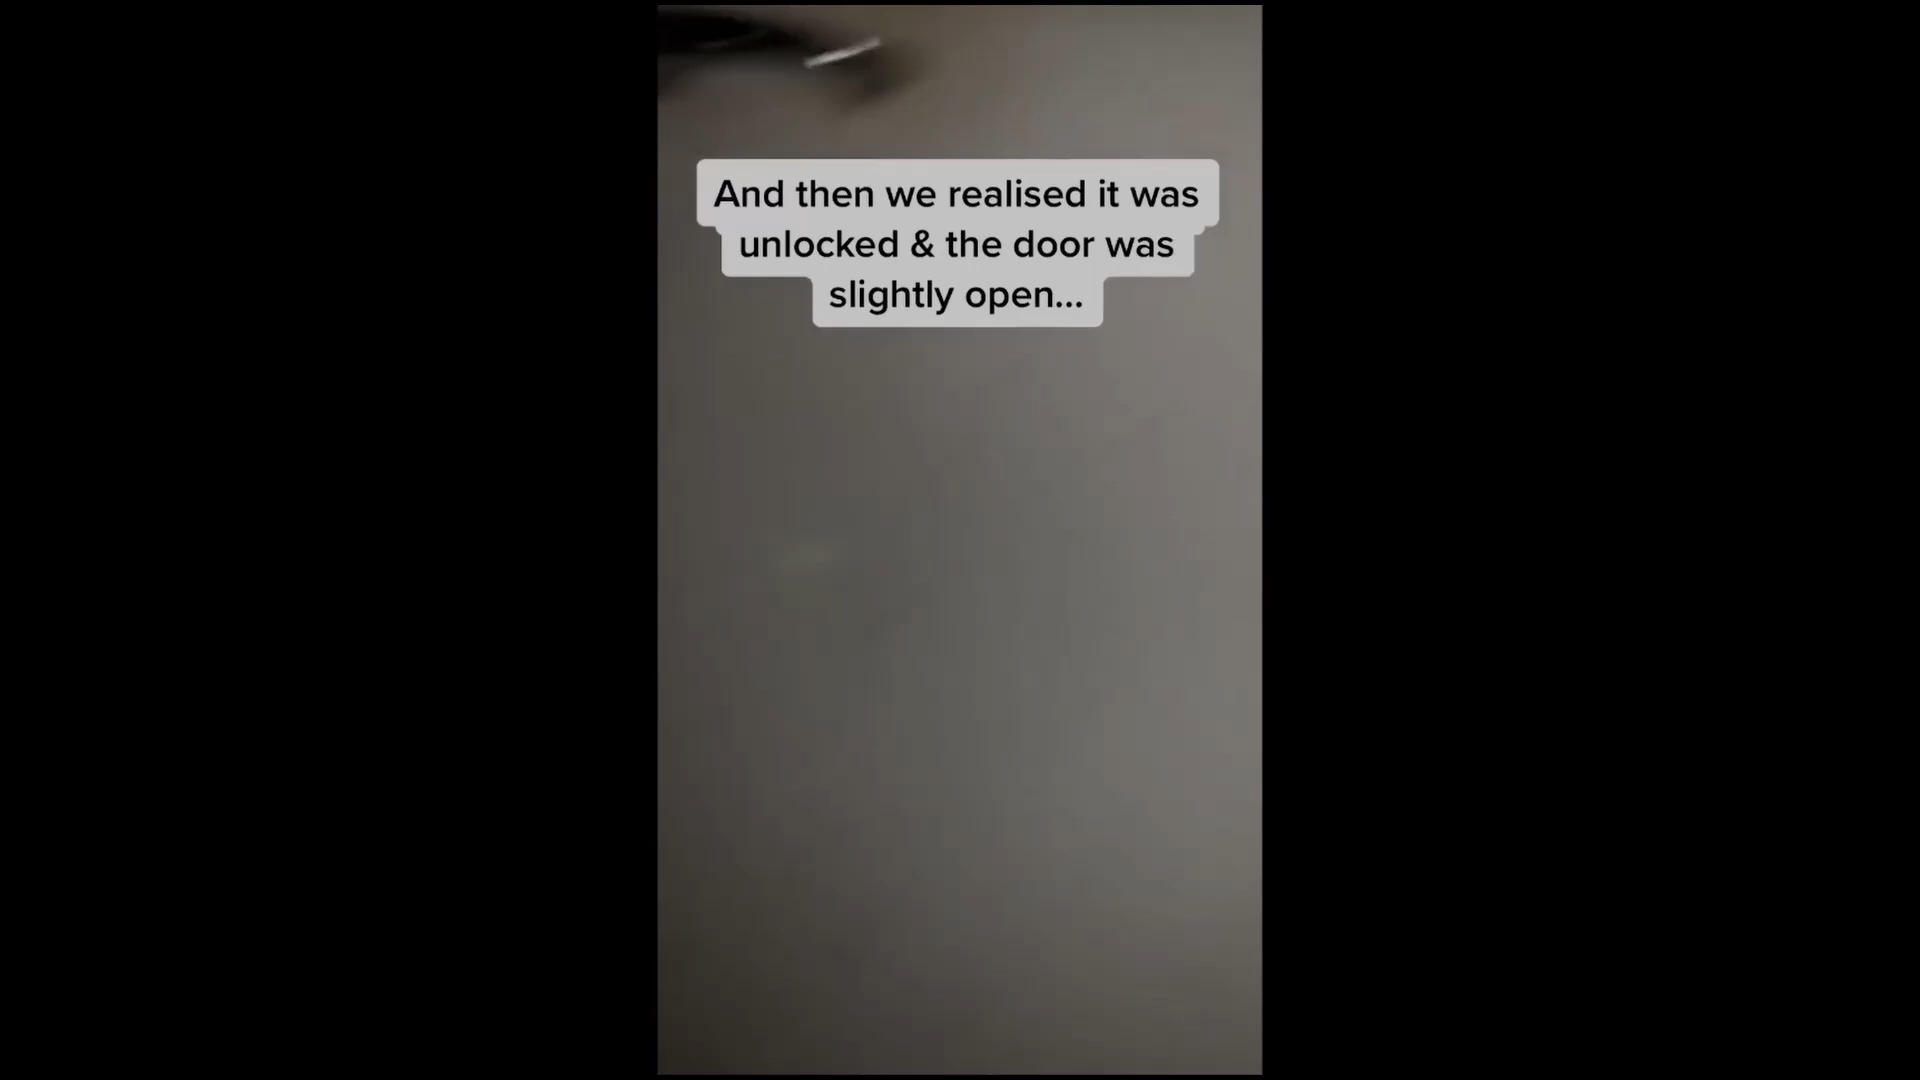 And then we realised it was
unlocked & the door was
slightly open...